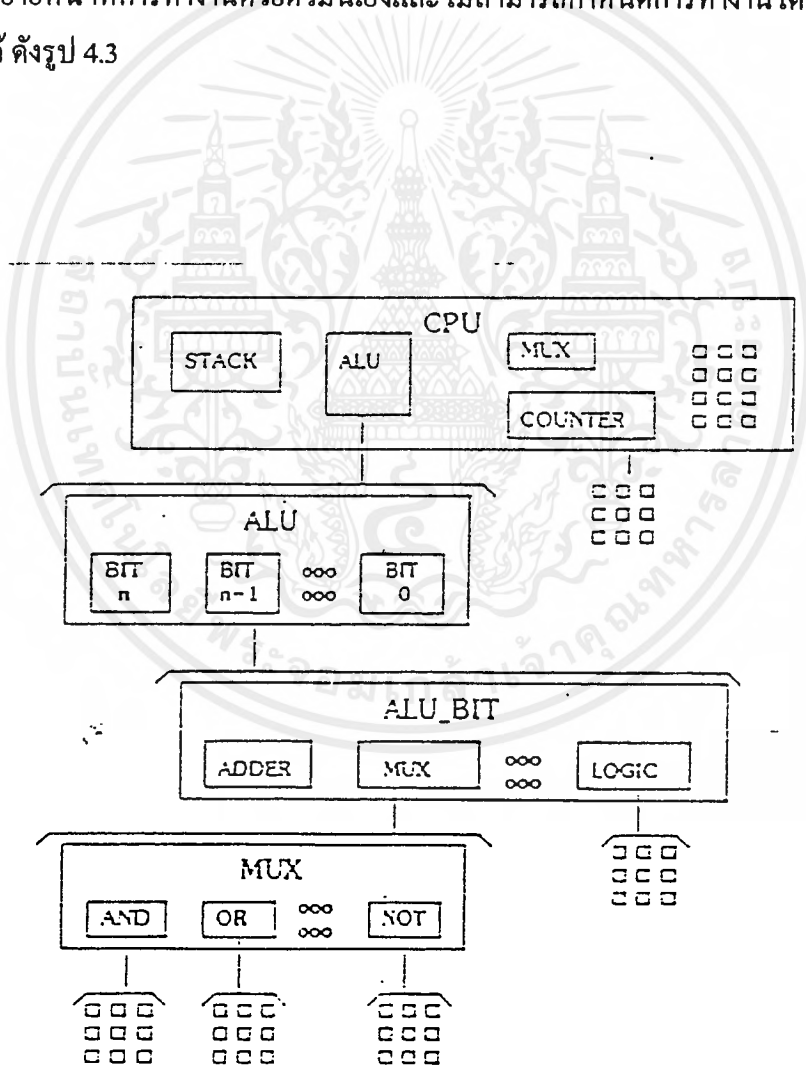 ดังรูป 4.3
CPU
STACK ALU MUX
COUNTER
ALU
BIT n BIT n-1 BIT 0
ALU_BIT
ADDER MUX LOGIC
MUX
AND OR NOT